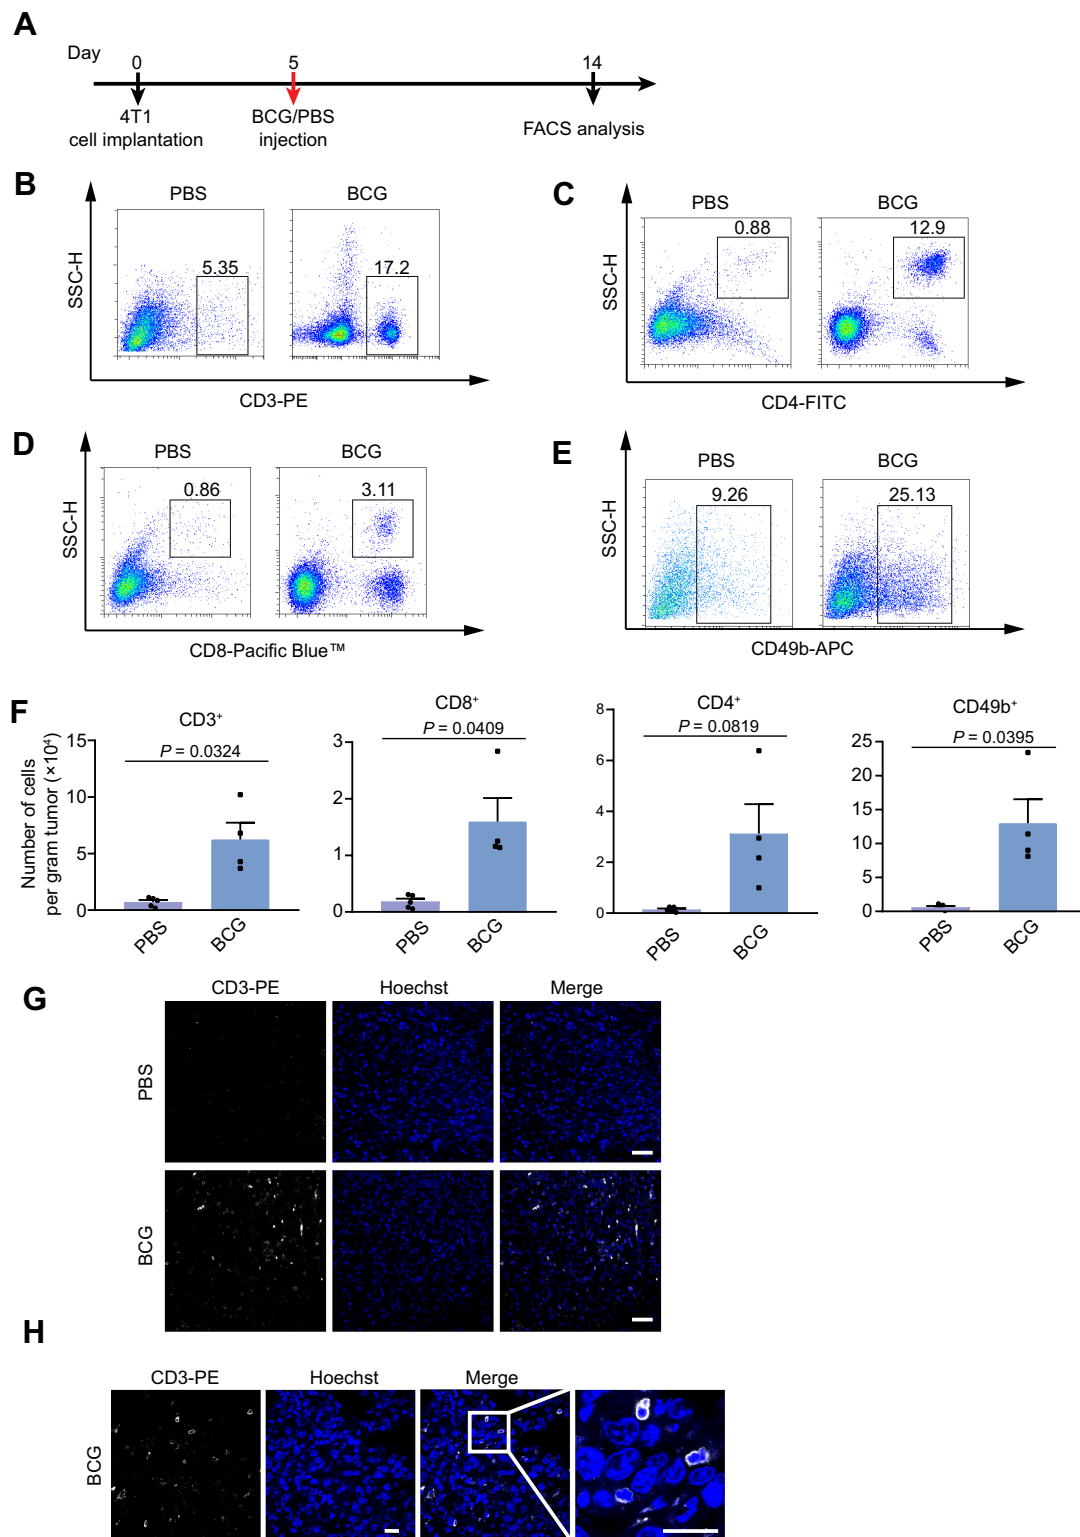 A
Day
0
5
14
4T1
cell implantation
BCG/PBS
injection
FACS analysis
B
PBS
BCG
SSC-H
5.35
17.2
CD3-PE
C
PBS
BCG
SSC-H
0.88
12.9
CD4-FITC
D
PBS
BCG
SSC-H
0.86
3.11
CD8-Pacific Blue™
E
PBS
BCG
SSC-H
9.26
25.13
CD49b-APC
F
Number of cells
per gram tumor (×10⁴)
CD3⁺
P = 0.0324
15
10
5
0
PBS
BCG
CD8⁺
P = 0.0409
3
2
1
0
PBS
BCG
CD4⁺
P = 0.0819
8
6
4
2
0
PBS
BCG
CD49b⁺
P = 0.0395
25
20
15
10
5
0
PBS
BCG
G
CD3-PE
Hoechst
Merge
PBS
BCG
H
CD3-PE
Hoechst
Merge
BCG